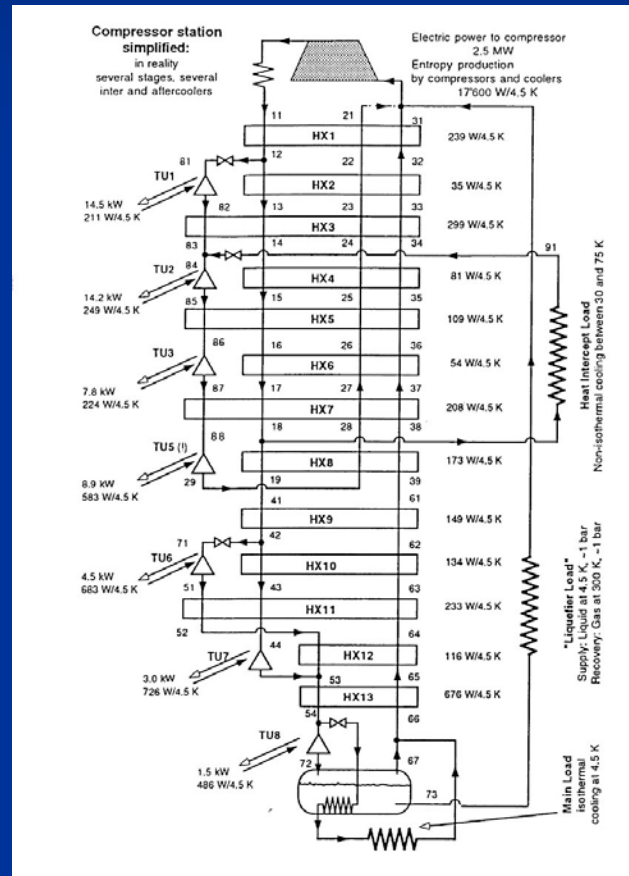 Compressor station
simplified:
in reality
several stages, several
inter and aftercoolers
Electric power to compressor
2.5 MW
Entropy production
by compressors and coolers
17'600 W/4.5 K
11
21
31
HX1
239 W/4.5 K
12
22
32
81
TU1
HX2
35 W/4.5 K
14.5 kW
211 W/4.5 K
82
13
23
33
HX3
299 W/4.5 K
83
14
24
34
91
TU2
84
HX4
81 W/4.5 K
14.2 kW
249 W/4.5 K
85
15
25
35
HX5
109 W/4.5 K
86
16
26
36
TU3
HX6
54 W/4.5 K
7.8 kW
224 W/4.5 K
87
17
27
37
HX7
208 W/4.5 K
88
18
28
38
TU5 (!)
HX8
173 W/4.5 K
8.9 kW
583 W/4.5 K
29
19
39
41
61
HX9
149 W/4.5 K
42
62
71
TU6
HX10
134 W/4.5 K
4.5 kW
683 W/4.5 K
51
43
63
HX11
233 W/4.5 K
52
64
44
TU7
HX12
116 W/4.5 K
3.0 kW
726 W/4.5 K
53
65
HX13
676 W/4.5 K
54
66
TU8
1.5 kW
486 W/4.5 K
72
67
73
Heat Intercept Load
Non-isothermal cooling between 30 and 75 K
"Liquefier Load"
Supply: Liquid at 4.5 K, ~1 bar
Recovery: Gas at 300 K, ~1 bar
Main Load
isothermal
cooling at 4.5 K